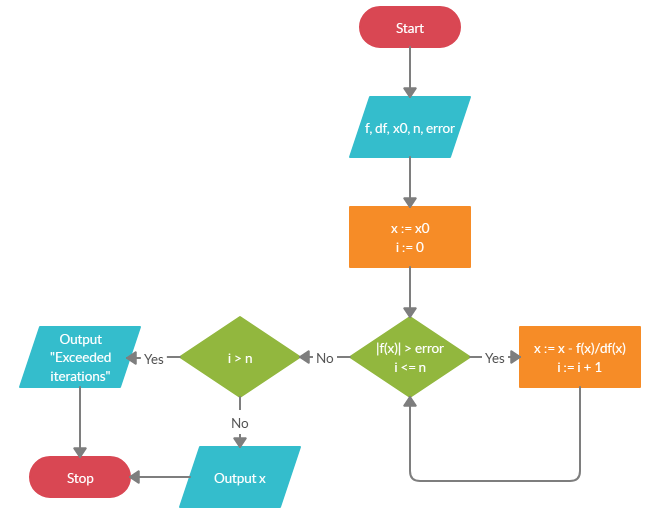 Start
f, df, x0, n, error
x := x0
i := 0
|f(x)| > error
i <= n
Yes
x := x - f(x)/df(x)
i := i + 1
No
i > n
Yes
Output
"Exceeded
iterations"
No
Output x
Stop